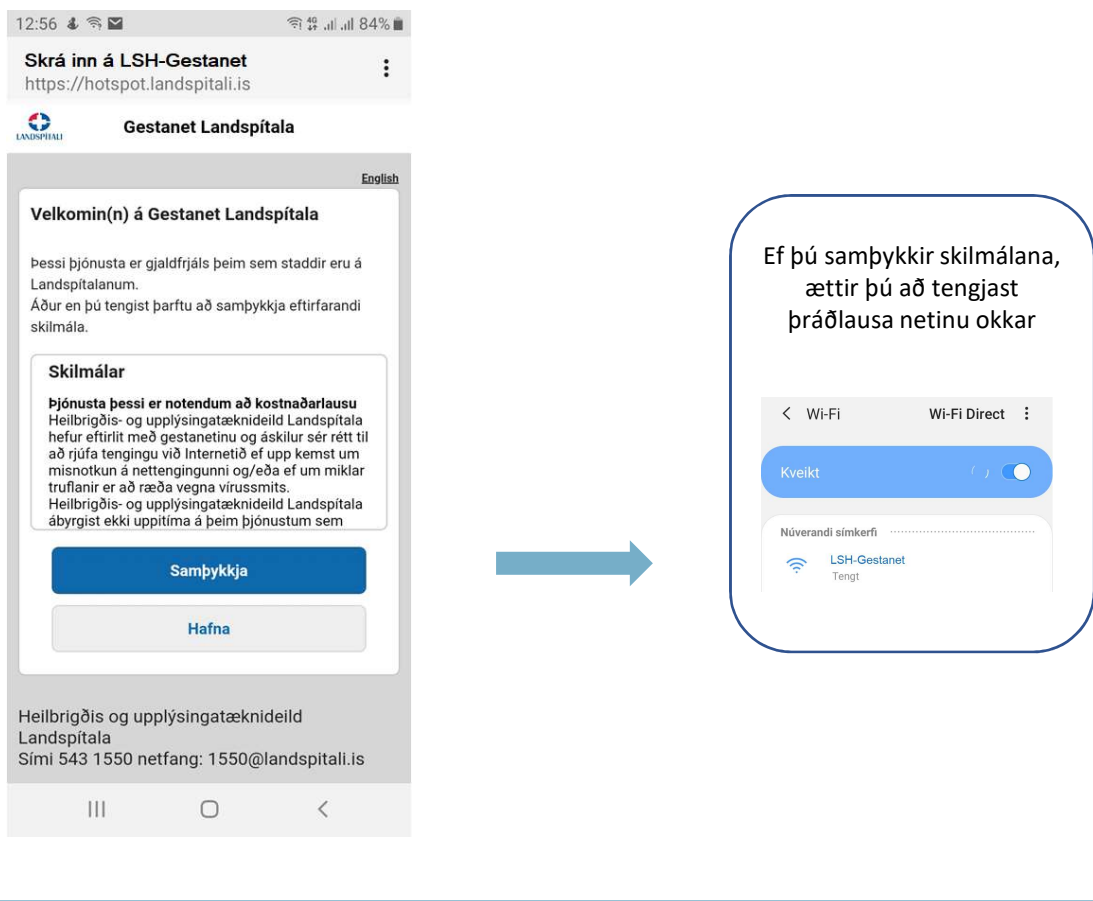 12:56
4G
84%
Skrá inn á LSH-Gestanet
https://hotspot.landspitali.is
LANDSPÍTALI
Gestanet Landspítala
English
Velkomin(n) á Gestanet Landspítala
Þessi þjónusta er gjaldfrjáls þeim sem staddir eru á
Landspítalanum.
Áður en þú tengist þarftu að samþykkja eftirfarandi
skilmála.
Skilmálar
Þjónusta þessi er notendum að kostnaðarlausu
Heilbrigðis- og upplýsingatæknideild Landspítala
hefur eftirlit með gestanetinu og áskilur sér rétt til
að rjúfa tengingu við Internetið ef upp kemst um
misnotkun á nettengingunni og/eða ef um miklar
truflanir er að ræða vegna vírussmits.
Heilbrigðis- og upplýsingatæknideild Landspítala
ábyrgist ekki uppitíma á þeim þjónustum sem
Samþykkja
Hafna
Heilbrigðis og upplýsingatæknideild
Landspítala
Sími 543 1550 netfang: 1550@landspitali.is
Ef þú samþykkir skilmálana,
ættir þú að tengjast
þráðlausa netinu okkar
Wi-Fi
Wi-Fi Direct
Kveikt
Núverandi símkerfi
LSH-Gestanet
Tengt